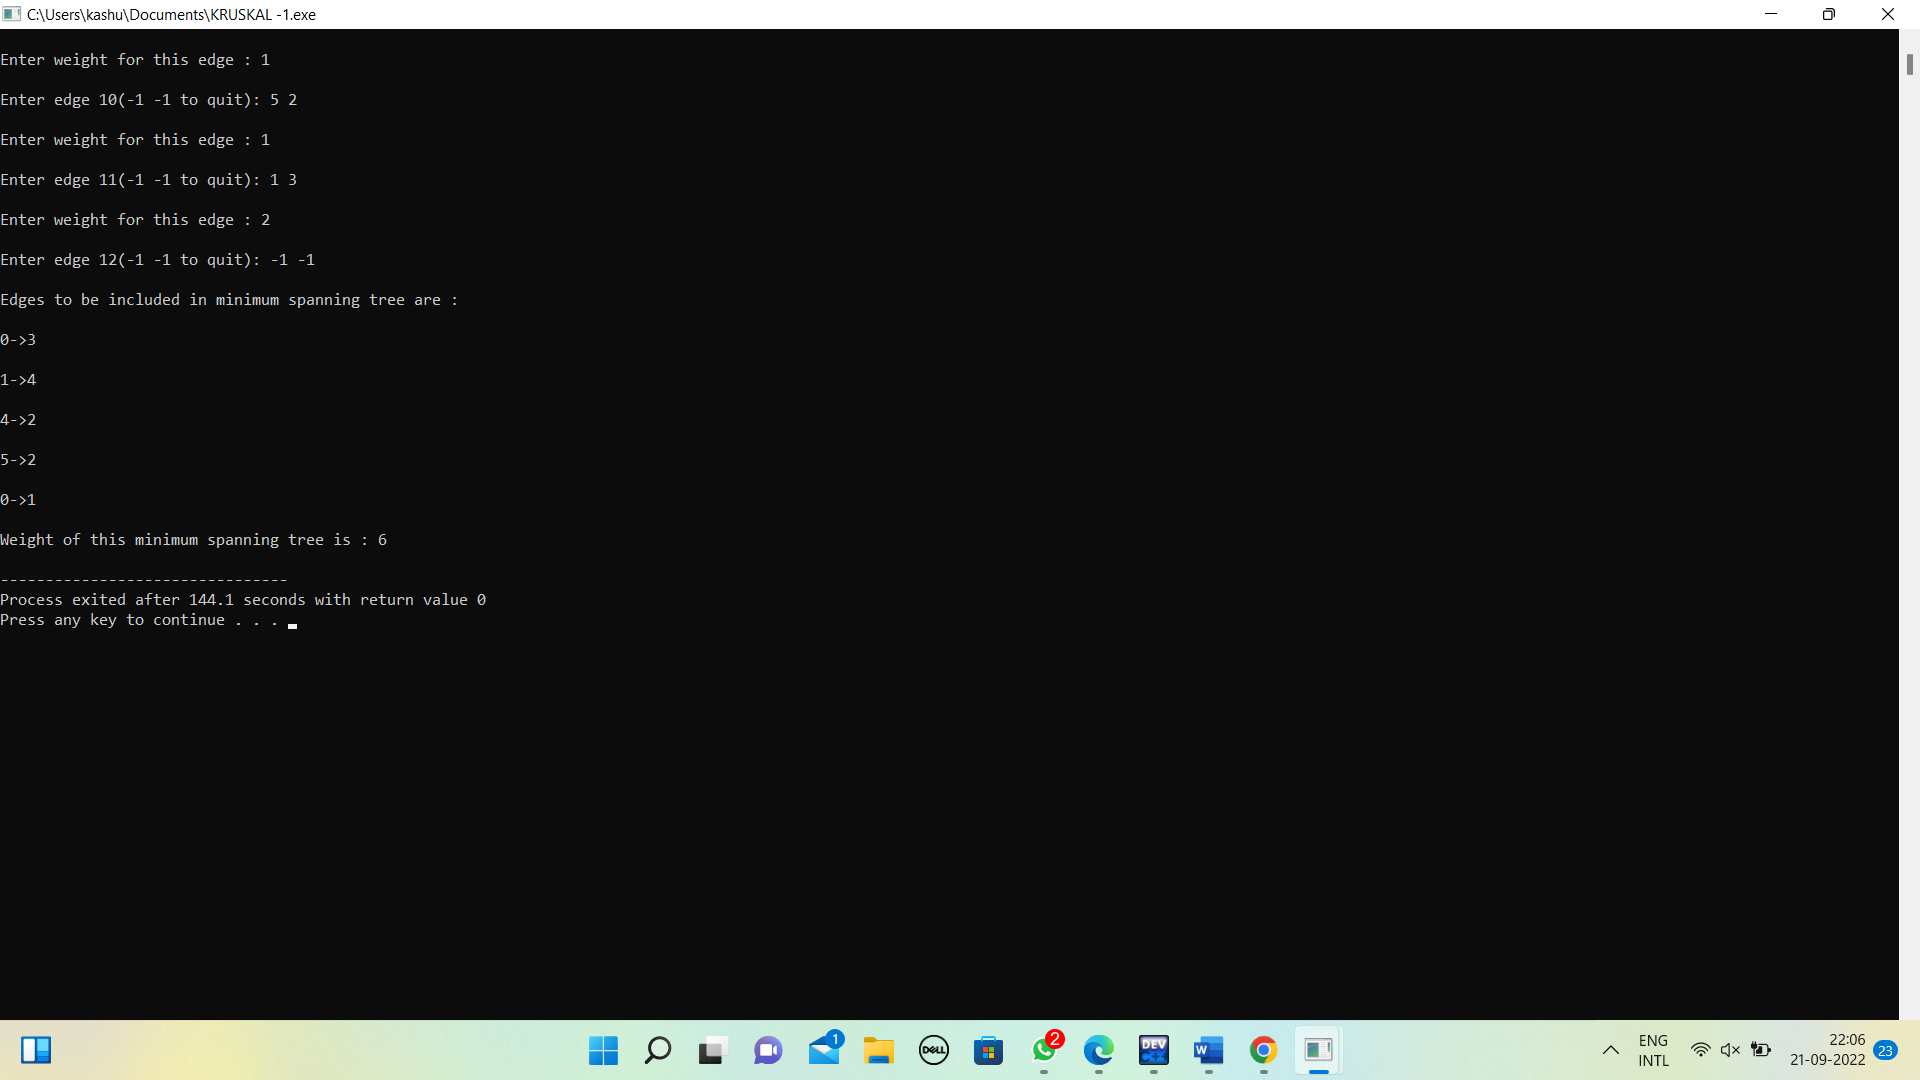 C:\Users\kashu\Documents\KRUSKAL -1.exe
Enter weight for this edge : 1
Enter edge 10(-1 -1 to quit): 5 2
Enter weight for this edge : 1
Enter edge 11(-1 -1 to quit): 1 3
Enter weight for this edge : 2
Enter edge 12(-1 -1 to quit): -1 -1
Edges to be included in minimum spanning tree are :
0->3
1->4
4->2
5->2
0->1
Weight of this minimum spanning tree is : 6
--------------------------------
Process exited after 144.1 seconds with return value 0
Press any key to continue . . .
1
DELL
2
DEV
C++
W
ENG
INTL
22:06
21-09-2022
23